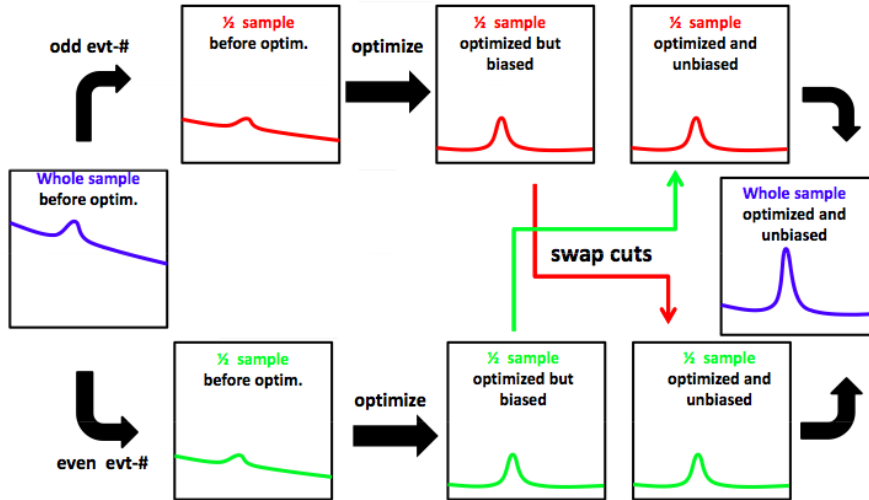 odd evt-#
½ sample
before optim.
optimize
½ sample
optimized but
biased
½ sample
optimized and
unbiased
Whole sample
before optim.
swap cuts
Whole sample
optimized and
unbiased
½ sample
before optim.
optimize
½ sample
optimized but
biased
½ sample
optimized and
unbiased
even evt-#